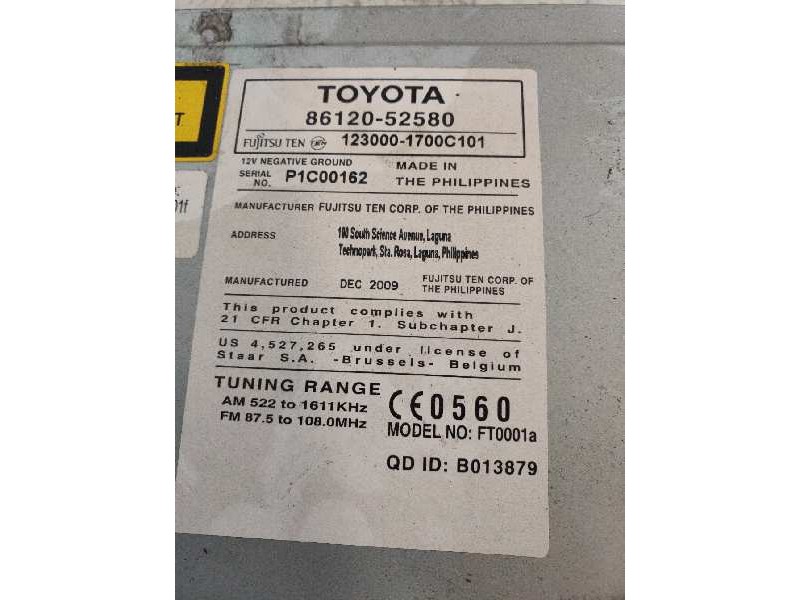 TOYOTA
86120-52580
FUJITSU TEN TEN 123000-1700C101
12V NEGATIVE GROUND
SERIAL NO. P1C00162
MADE IN THE PHILIPPINES
MANUFACTURER FUJITSU TEN CORP. OF THE PHILIPPINES
ADDRESS 100 South Science Avenue, Laguna
Technopark, Sta. Rosa, Laguna, Philippines
MANUFACTURED DEC 2009 FUJITSU TEN CORP. OF THE PHILIPPINES
This product complies with
21 CFR Chapter 1. Subchapter J.
US 4,527,265 under license of
Staar S.A. -Brussels- Belgium
TUNING RANGE
AM 522 to 1611KHz
FM 87.5 to 108.0MHz
CE0560
MODEL NO: FT0001a
QD ID: B013879